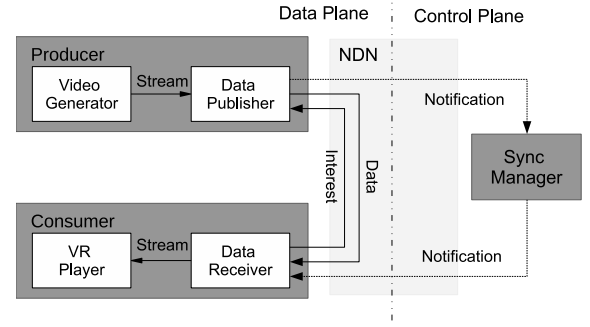 Data Plane
Control Plane
Producer
NDN
Video
Generator
Stream
Data
Publisher
Notification
Interest
Data
Sync
Manager
Consumer
VR
Player
Stream
Data
Receiver
Notification